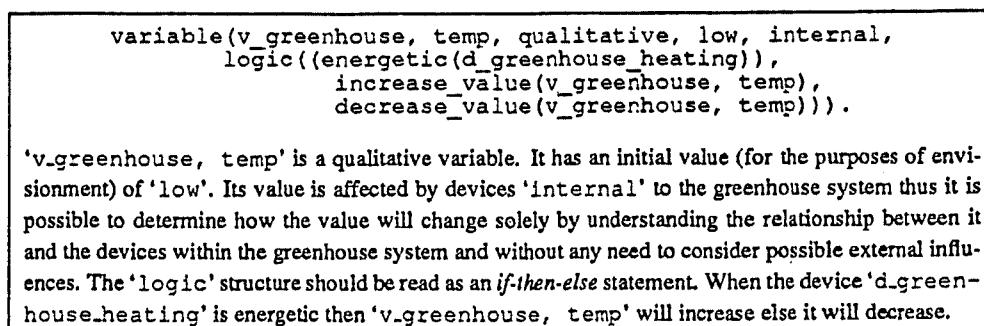 variable(v_greenhouse, temp, qualitative, low, internal,
logic((energetic(d_greenhouse_heating)),
increase_value(v_greenhouse, temp),
decrease_value(v_greenhouse, temp))).
'v_greenhouse, temp' is a qualitative variable. It has an initial value (for the purposes of envi-
sionment) of 'low'. Its value is affected by devices 'internal' to the greenhouse system thus it is
possible to determine how the value will change solely by understanding the relationship between it
and the devices within the greenhouse system and without any need to consider possible external influ-
ences. The 'logic' structure should be read as an if-then-else statement. When the device 'd_green-
house_heating' is energetic then 'v_greenhouse, temp' will increase else it will decrease.